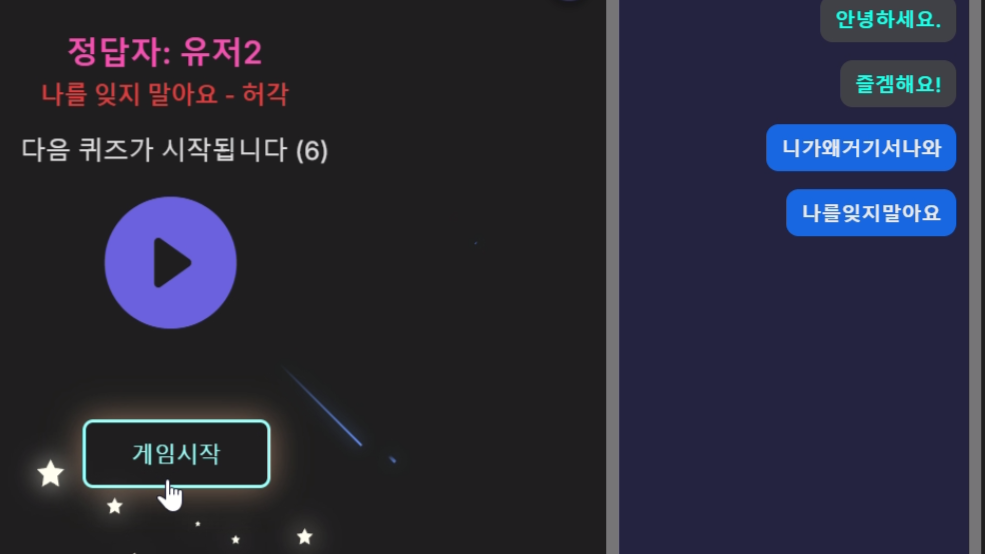 정답자: 유저2
나를 잊지 말아요 - 허각
다음 퀴즈가 시작됩니다 (6)
게임시작
안녕하세요.
즐겜해요!
니가왜거기서나와
나를잊지말아요